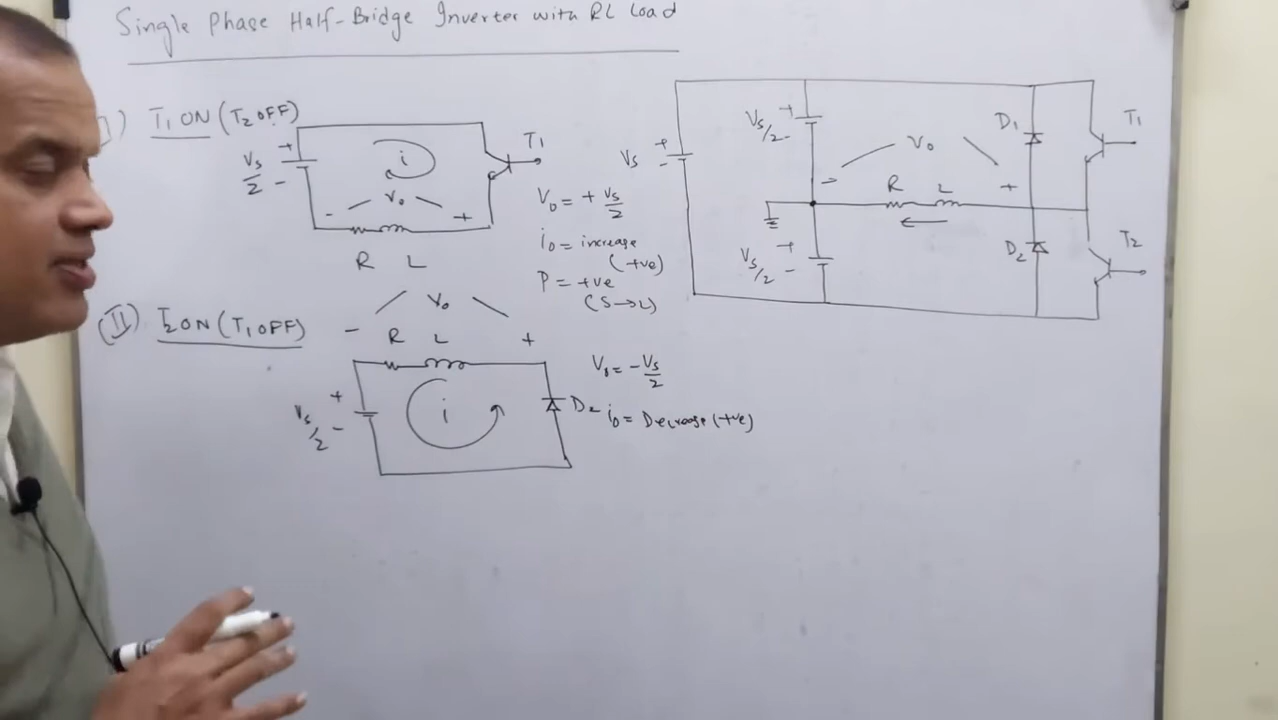 Single Phase Half-Bridge Inverter with RL Load
I) T1 ON (T2 OFF)
Vs/2
+
-
i
T1
- Vo +
R L
Vo = + Vs/2
io = increase
(+ve)
P = +ve
(S→L)
II) T2 ON (T1 OFF)
- Vo +
R L
Vs/2
+
-
i
D2
Vo = - Vs/2
io = Decrease (+ve)
Vs
+
-
Vs/2
+
-
D1
T1
- Vo +
R L
Vs/2
+
-
D2
T2